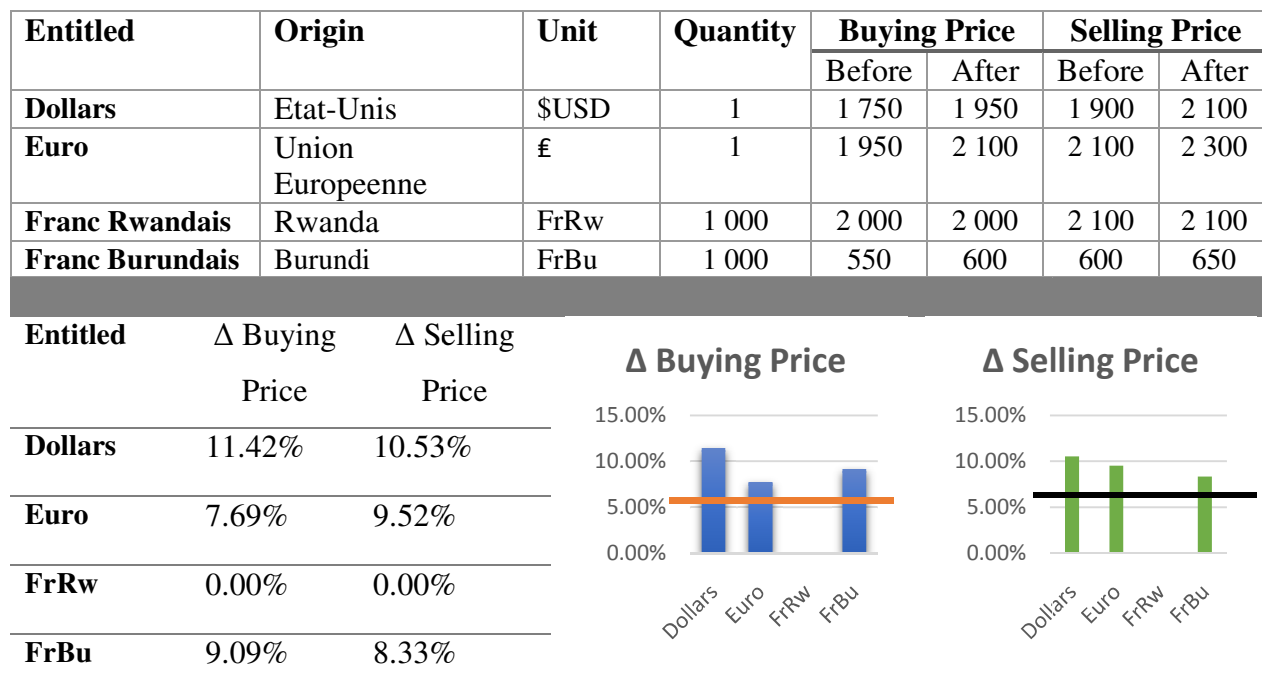 Entitled Origin Unit Quantity Buying Price Selling Price
Before After Before After
Dollars Etat-Unis $USD 1 1 750 1 950 1 900 2 100
Euro Union ₤ 1 1 950 2 100 2 100 2 300
Europeenne
Franc Rwandais Rwanda FrRw 1 000 2 000 2 000 2 100 2 100
Franc Burundais Burundi FrBu 1 000 550 600 600 650
Entitled Δ Buying Δ Selling
Price Price
Dollars 11.42% 10.53%
Euro 7.69% 9.52%
FrRw 0.00% 0.00%
FrBu 9.09% 8.33%
Δ Buying Price
15.00%
10.00%
5.00%
0.00%
Dollars Euro FrRw FrBu
Δ Selling Price
15.00%
10.00%
5.00%
0.00%
Dollars Euro FrRw FrBu